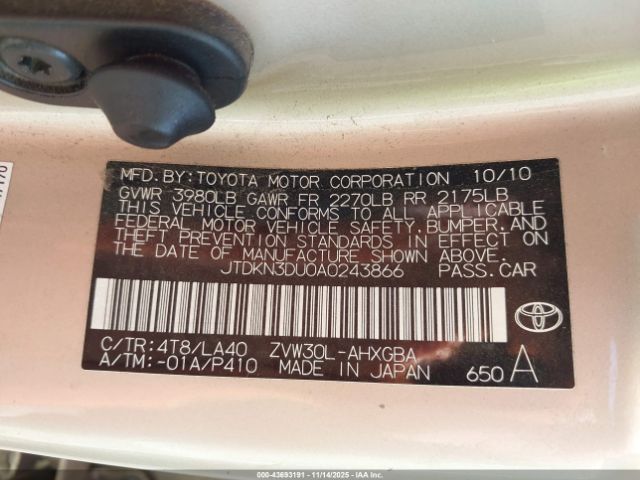 MFD.BY:TOYOTA MOTOR CORPORATION 10/10
GVWR 3980LB GAWR FR 2270LB RR 2175LB
THIS VEHICLE CONFORMS TO ALL APPLICABLE
FEDERAL MOTOR VEHICLE SAFETY,BUMPER,AND
THEFT PREVENTION STANDARDS IN EFFECT ON
THE DATE OF MANUFACTURE SHOWN ABOVE.
JTDKN3DU0A0243866 PASS.CAR
C/TR:4T8/LA40 ZVW30L-AHXGBA
A/TM:-01A/P410 MADE IN JAPAN 650 A
TOYOTA
00-43693191 - 11/14/2025 - IAA Inc.